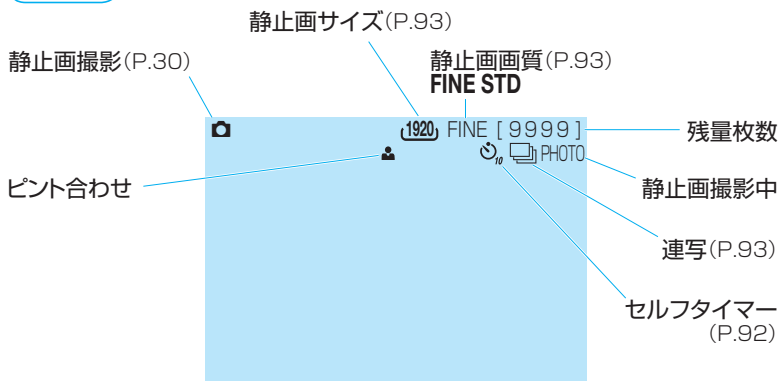 静止画サイズ(P.93)
静止画撮影(P.30)
静止画画質(P.93)
FINE STD
1920 FINE [9999]
残量枚数
10 PHOTO
ピント合わせ
静止画撮影中
連写(P.93)
セルフタイマー
(P.92)